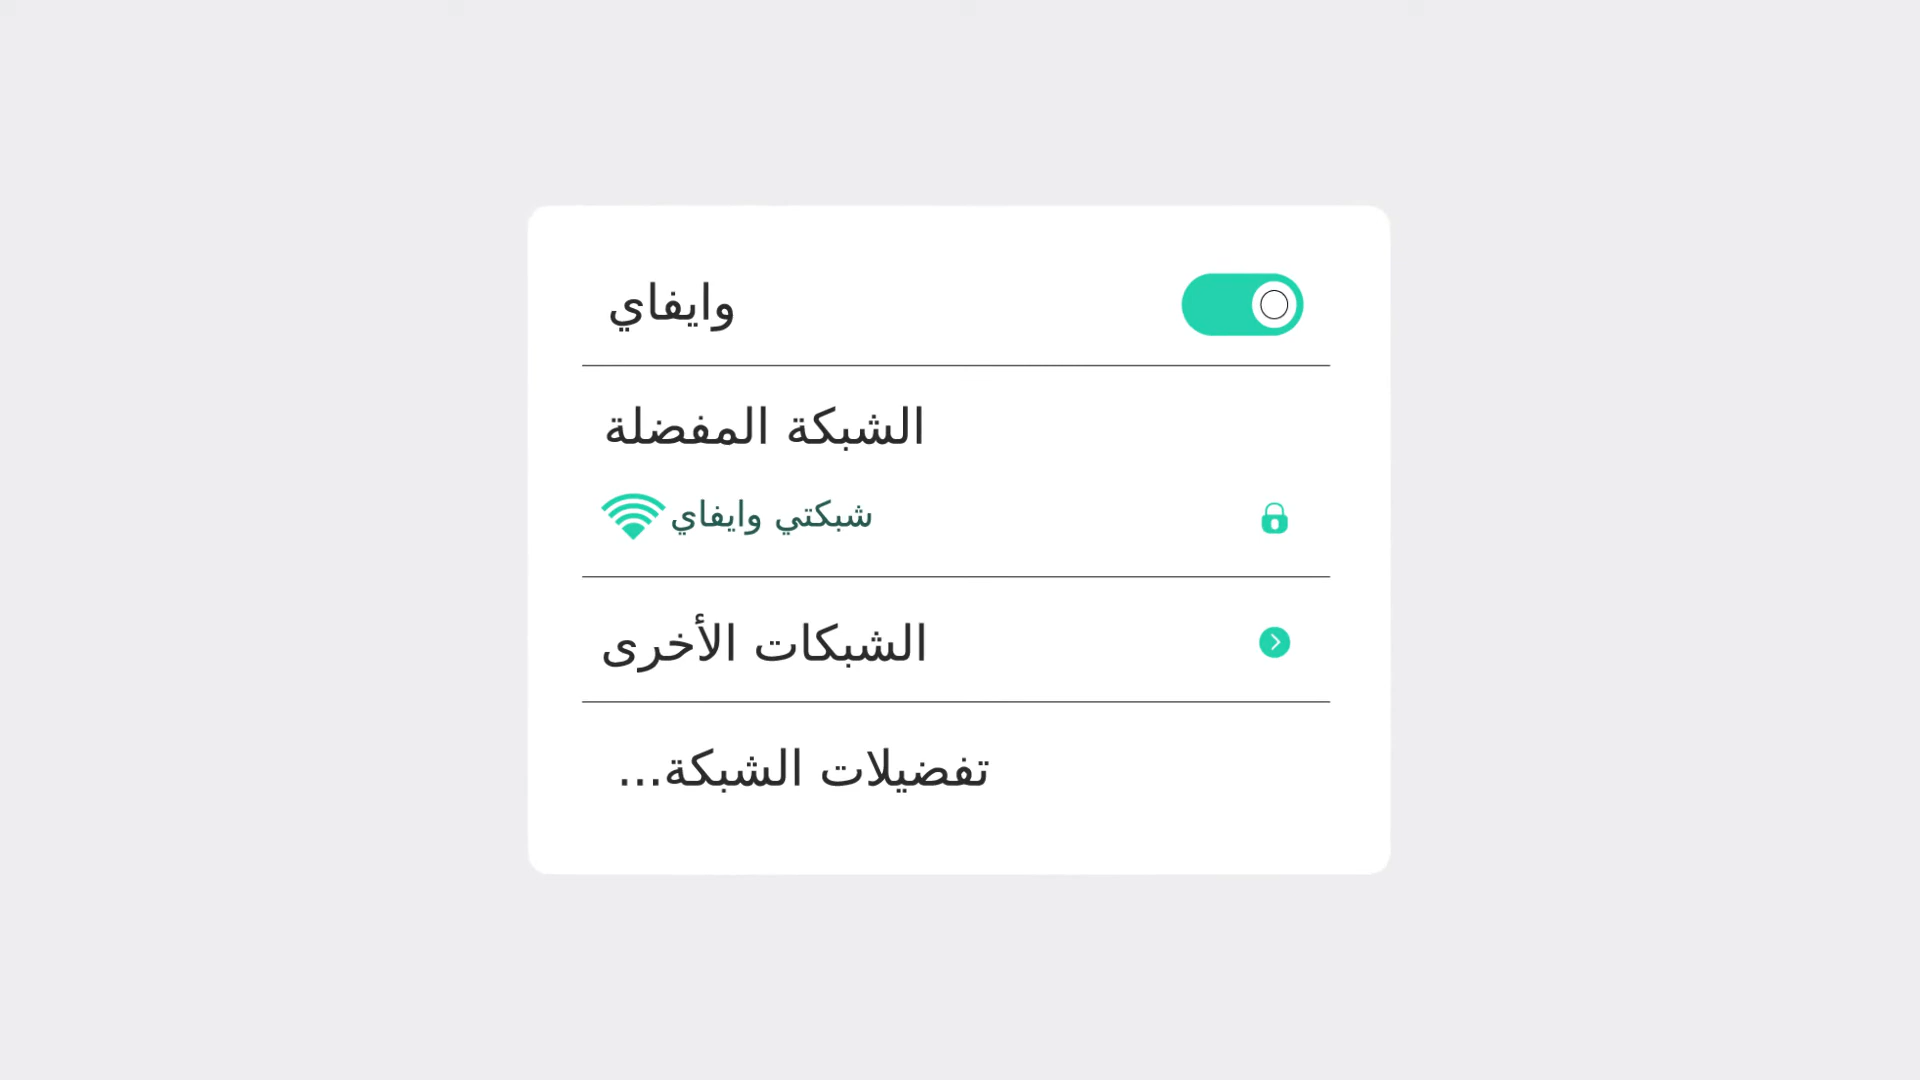 وايفاي
الشبكة المفضلة
شبكتي وايفاي
الشبكات الأخرى
تفضيلات الشبكة...